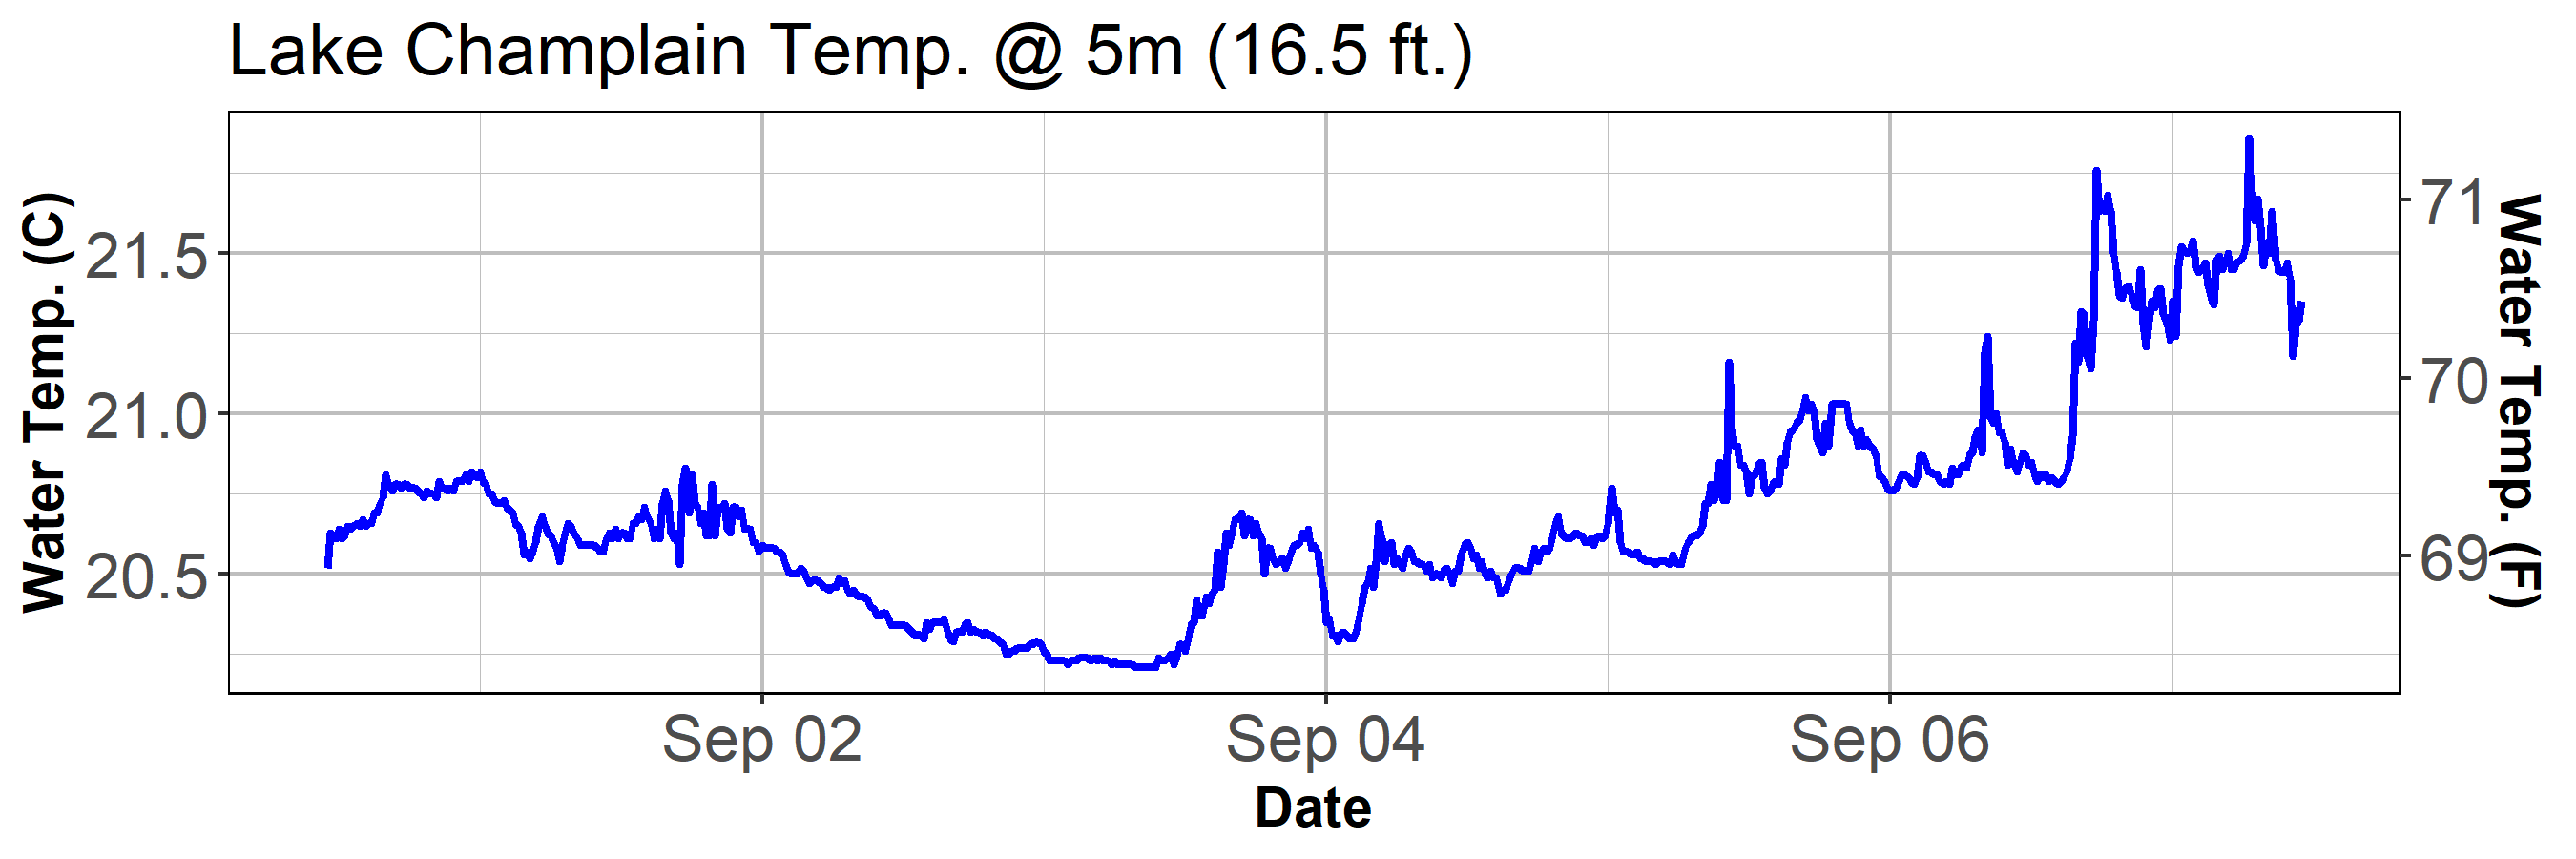 Lake Champlain Temp. @ 5m (16.5 ft.)
Water Temp. (C)
21.5
21.0
20.5
71
70
69
Water Temp. (F)
Sep 02 Sep 04 Sep 06
Date